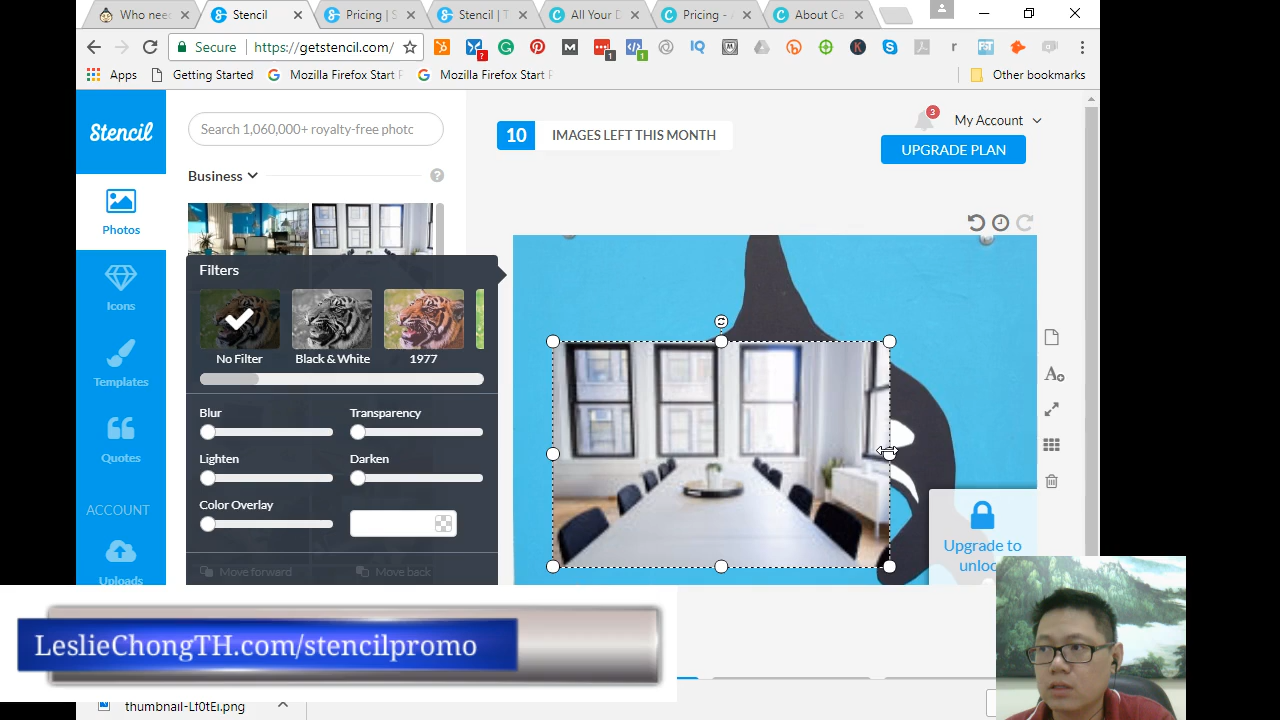 Who need
Stencil
Pricing | S
Stencil | T
All Your D
Pricing - A
About Ca
Secure
https://getstencil.com/
Apps
Getting Started
Mozilla Firefox Start P
Mozilla Firefox Start P
Other bookmarks
Stencil
Search 1,060,000+ royalty-free photo
10
IMAGES LEFT THIS MONTH
3
My Account
UPGRADE PLAN
Business
Photos
Icons
Templates
Quotes
ACCOUNT
Uploads
Filters
No Filter
Black & White
1977
Blur
Transparency
Lighten
Darken
Color Overlay
Move forward
Move back
Upgrade to
unlo
LeslieChongTH.com/stencilpromo
thumbnail-Lf0tEi.png